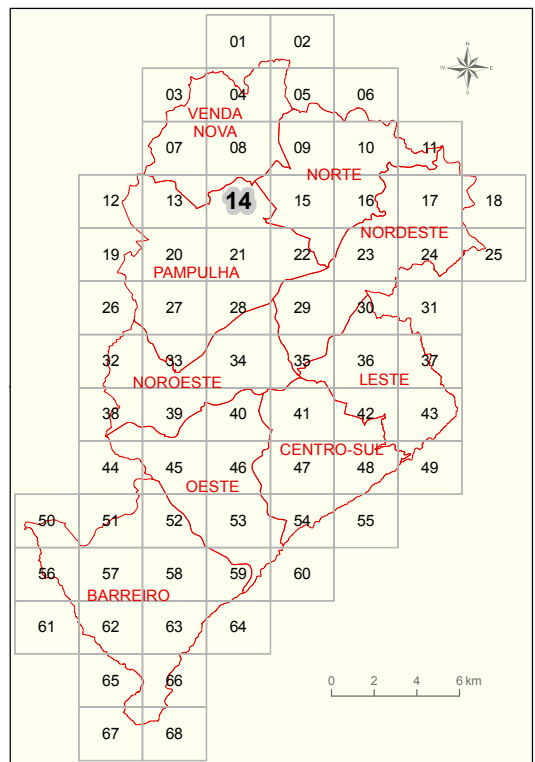 01 02
N
W E
S
03 04 05 06
VENDA
NOVA
07 08 09 10 11
NORTE
12 13 14 15 16 17 18
NORDESTE
19 20 21 22 23 24 25
PAMPULHA
26 27 28 29 30 31
32 33 34 35 36 37
NOROESTE LESTE
38 39 40 41 42 43
CENTRO-SUL
44 45 46 47 48 49
OESTE
50 51 52 53 54 55
56 57 58 59 60
BARREIRO
61 62 63 64
65 66
0 2 4 6 km
67 68